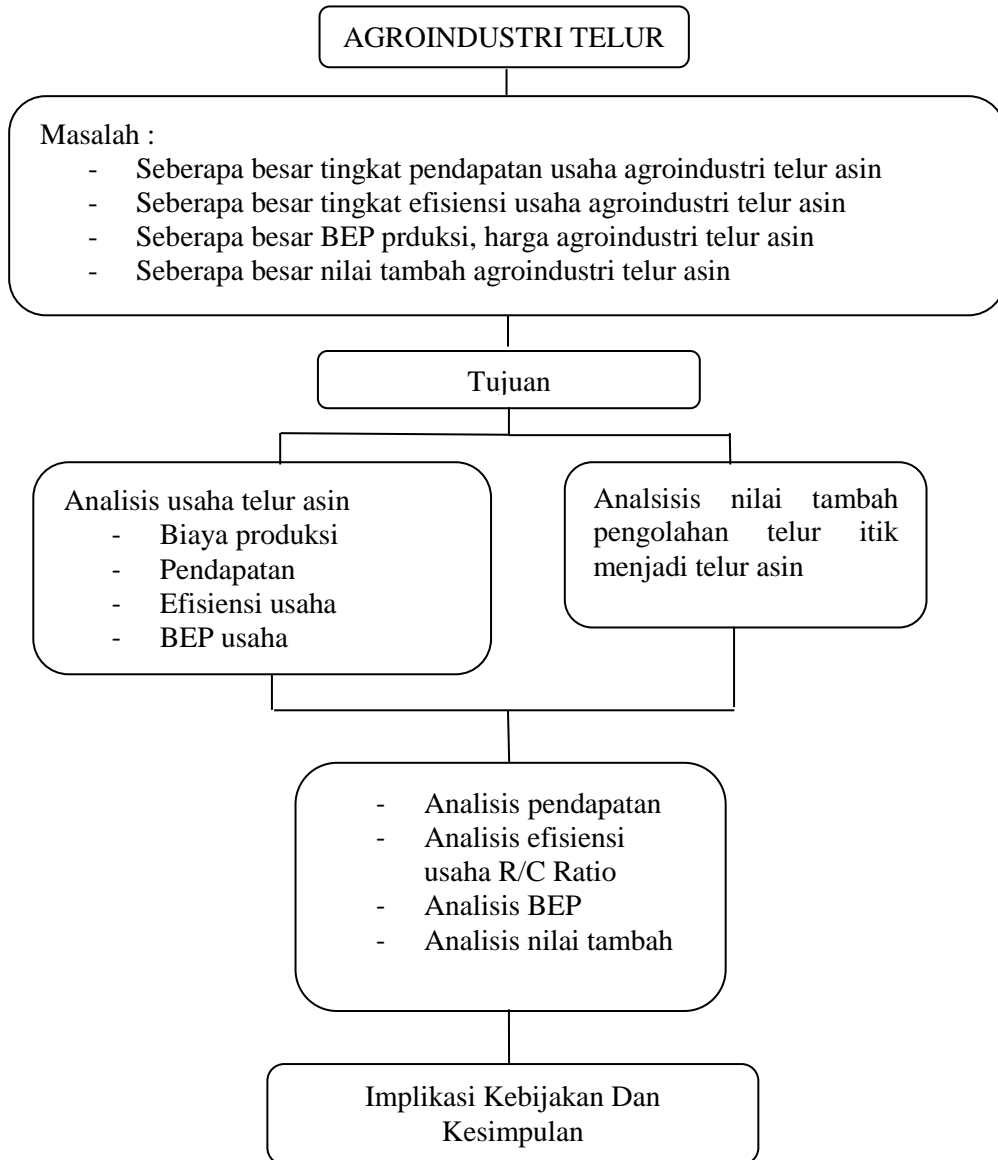 AGROINDUSTRI TELUR
Masalah :
- Seberapa besar tingkat pendapatan usaha agroindustri telur asin
- Seberapa besar tingkat efisiensi usaha agroindustri telur asin
- Seberapa besar BEP prduksi, harga agroindustri telur asin
- Seberapa besar nilai tambah agroindustri telur asin
Tujuan
Analisis usaha telur asin
- Biaya produksi
- Pendapatan
- Efisiensi usaha
- BEP usaha
Analsisis nilai tambah
pengolahan telur itik
menjadi telur asin
- Analisis pendapatan
- Analisis efisiensi
usaha R/C Ratio
- Analisis BEP
- Analisis nilai tambah
Implikasi Kebijakan Dan
Kesimpulan